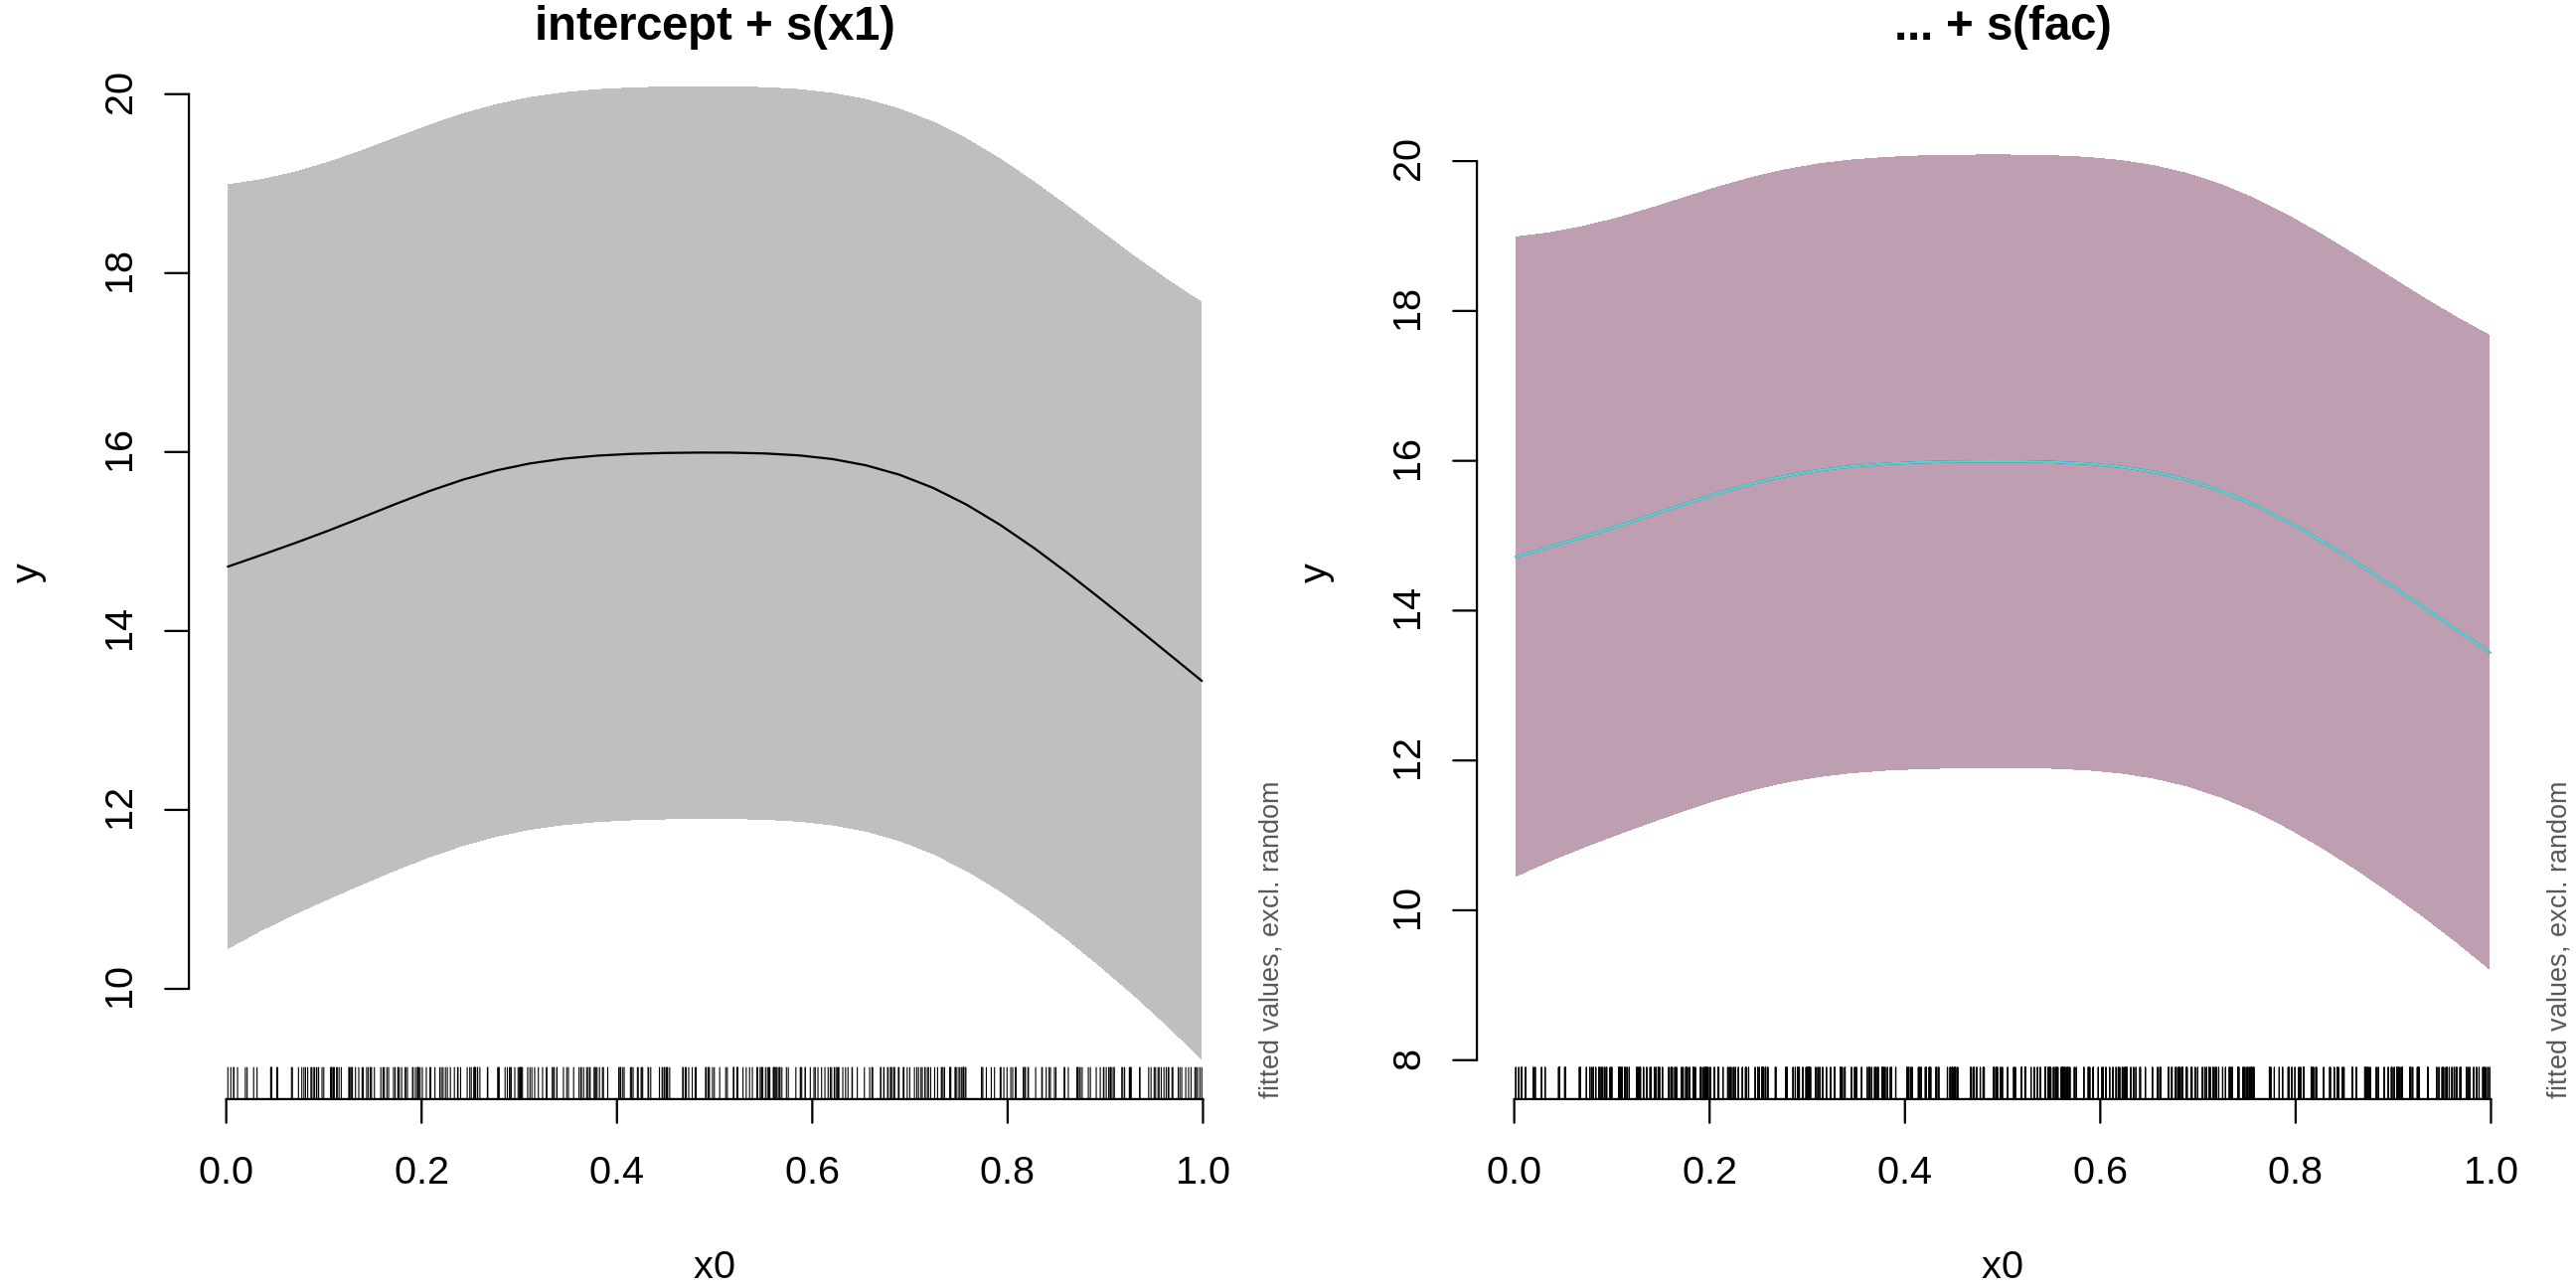 intercept + s(x1)
20
18
16
14
12
10
y
0.0 0.2 0.4 0.6 0.8 1.0
x0
fitted values, excl. random
... + s(fac)
20
18
16
14
12
10
8
y
0.0 0.2 0.4 0.6 0.8 1.0
x0
fitted values, excl. random